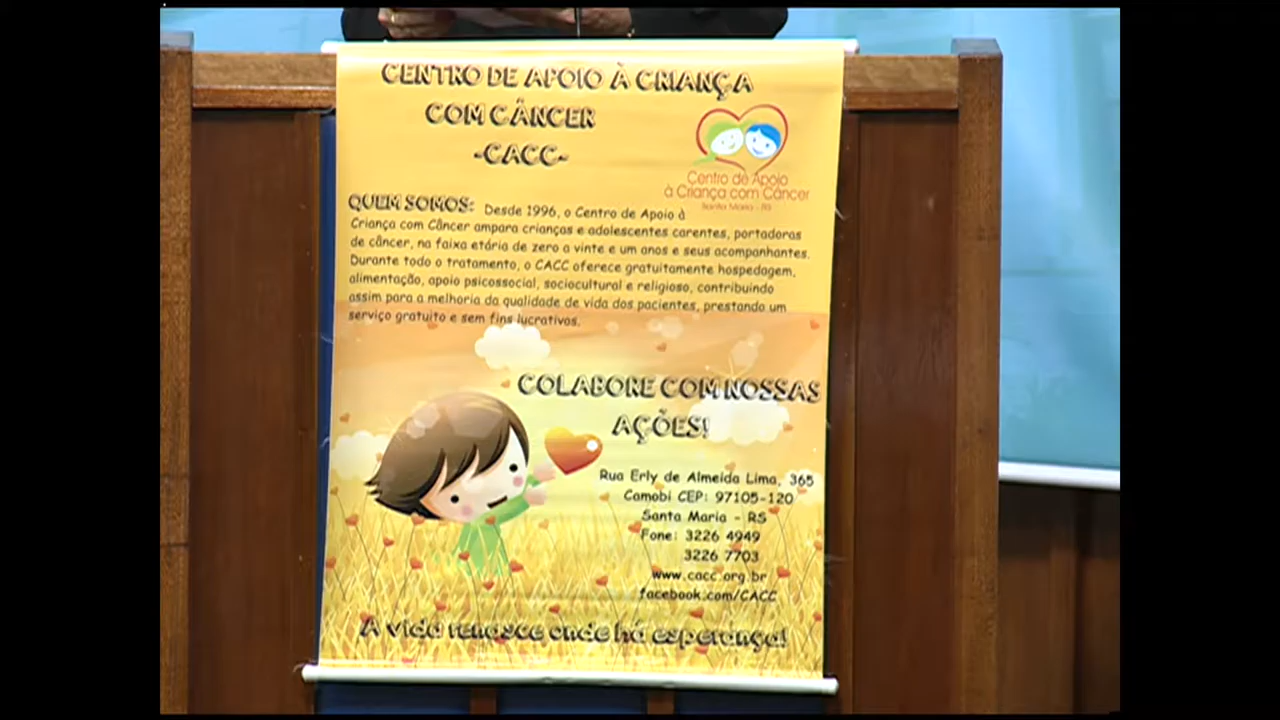 CENTRO DE APOIO À CRIANÇA
COM CÂNCER
-CACC-
Centro de Apoio
à Criança com Câncer
Santa Maria - RS
QUEM SOMOS: Desde 1996, o Centro de Apoio à
Criança com Câncer ampara crianças e adolescentes carentes, portadoras
de câncer, na faixa etária de zero a vinte e um anos e seus acompanhantes.
Durante todo o tratamento, o CACC oferece gratuitamente hospedagem,
alimentação, apoio psicossocial, sociocultural e religioso, contribuindo
assim para a melhoria da qualidade de vida dos pacientes, prestando um
serviço gratuito e sem fins lucrativos.
COLABORE COM NOSSAS
AÇÕES!
Rua Erly de Almeida Lima, 365
Camobi CEP: 97105-120
Santa Maria - RS
Fone: 3226 4949
3226 7703
www.cacc.org.br
facebook.com/CACC
A vida renasce onde há esperança!